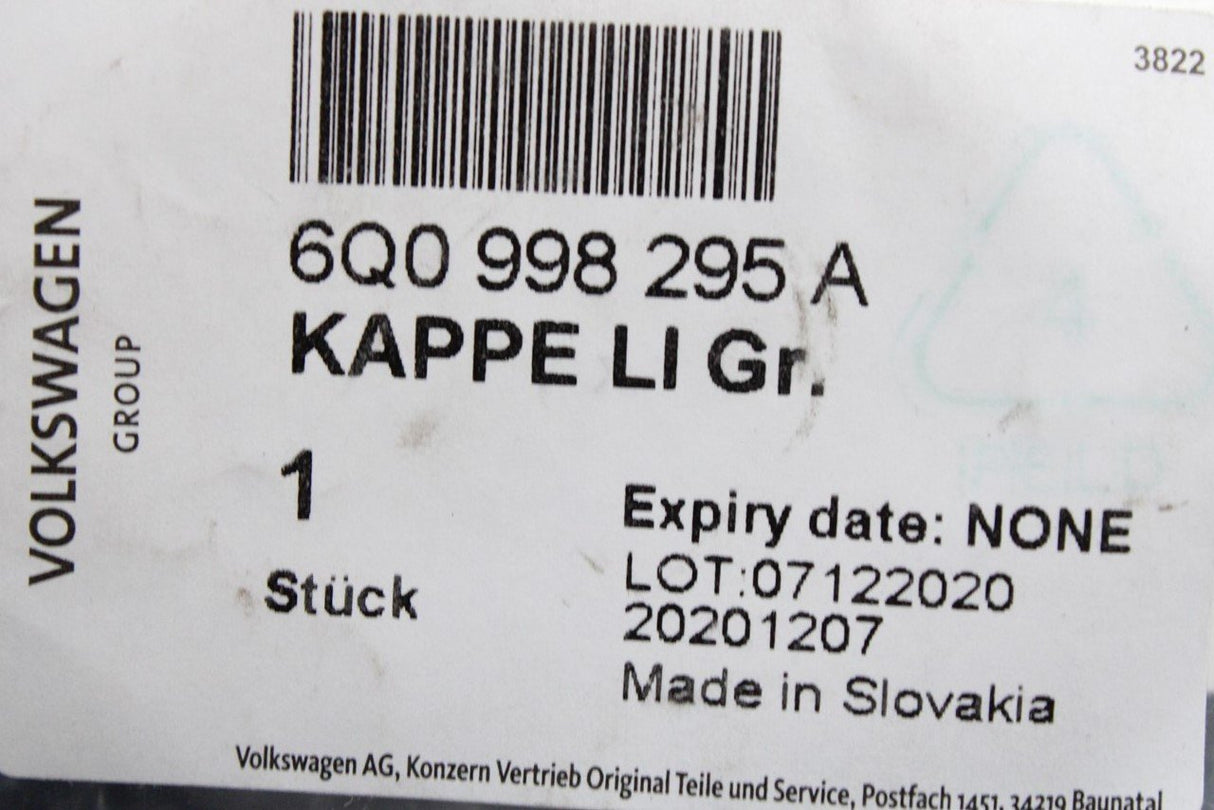 3822
VOLKSWAGEN
GROUP
6Q0 998 295 A
KAPPE LI Gr.
1
Stück
Expiry date: NONE
LOT:07122020
20201207
Made in Slovakia
Volkswagen AG, Konzern Vertrieb Original Teile und Service, Postfach 1451, 34219 Baunatal